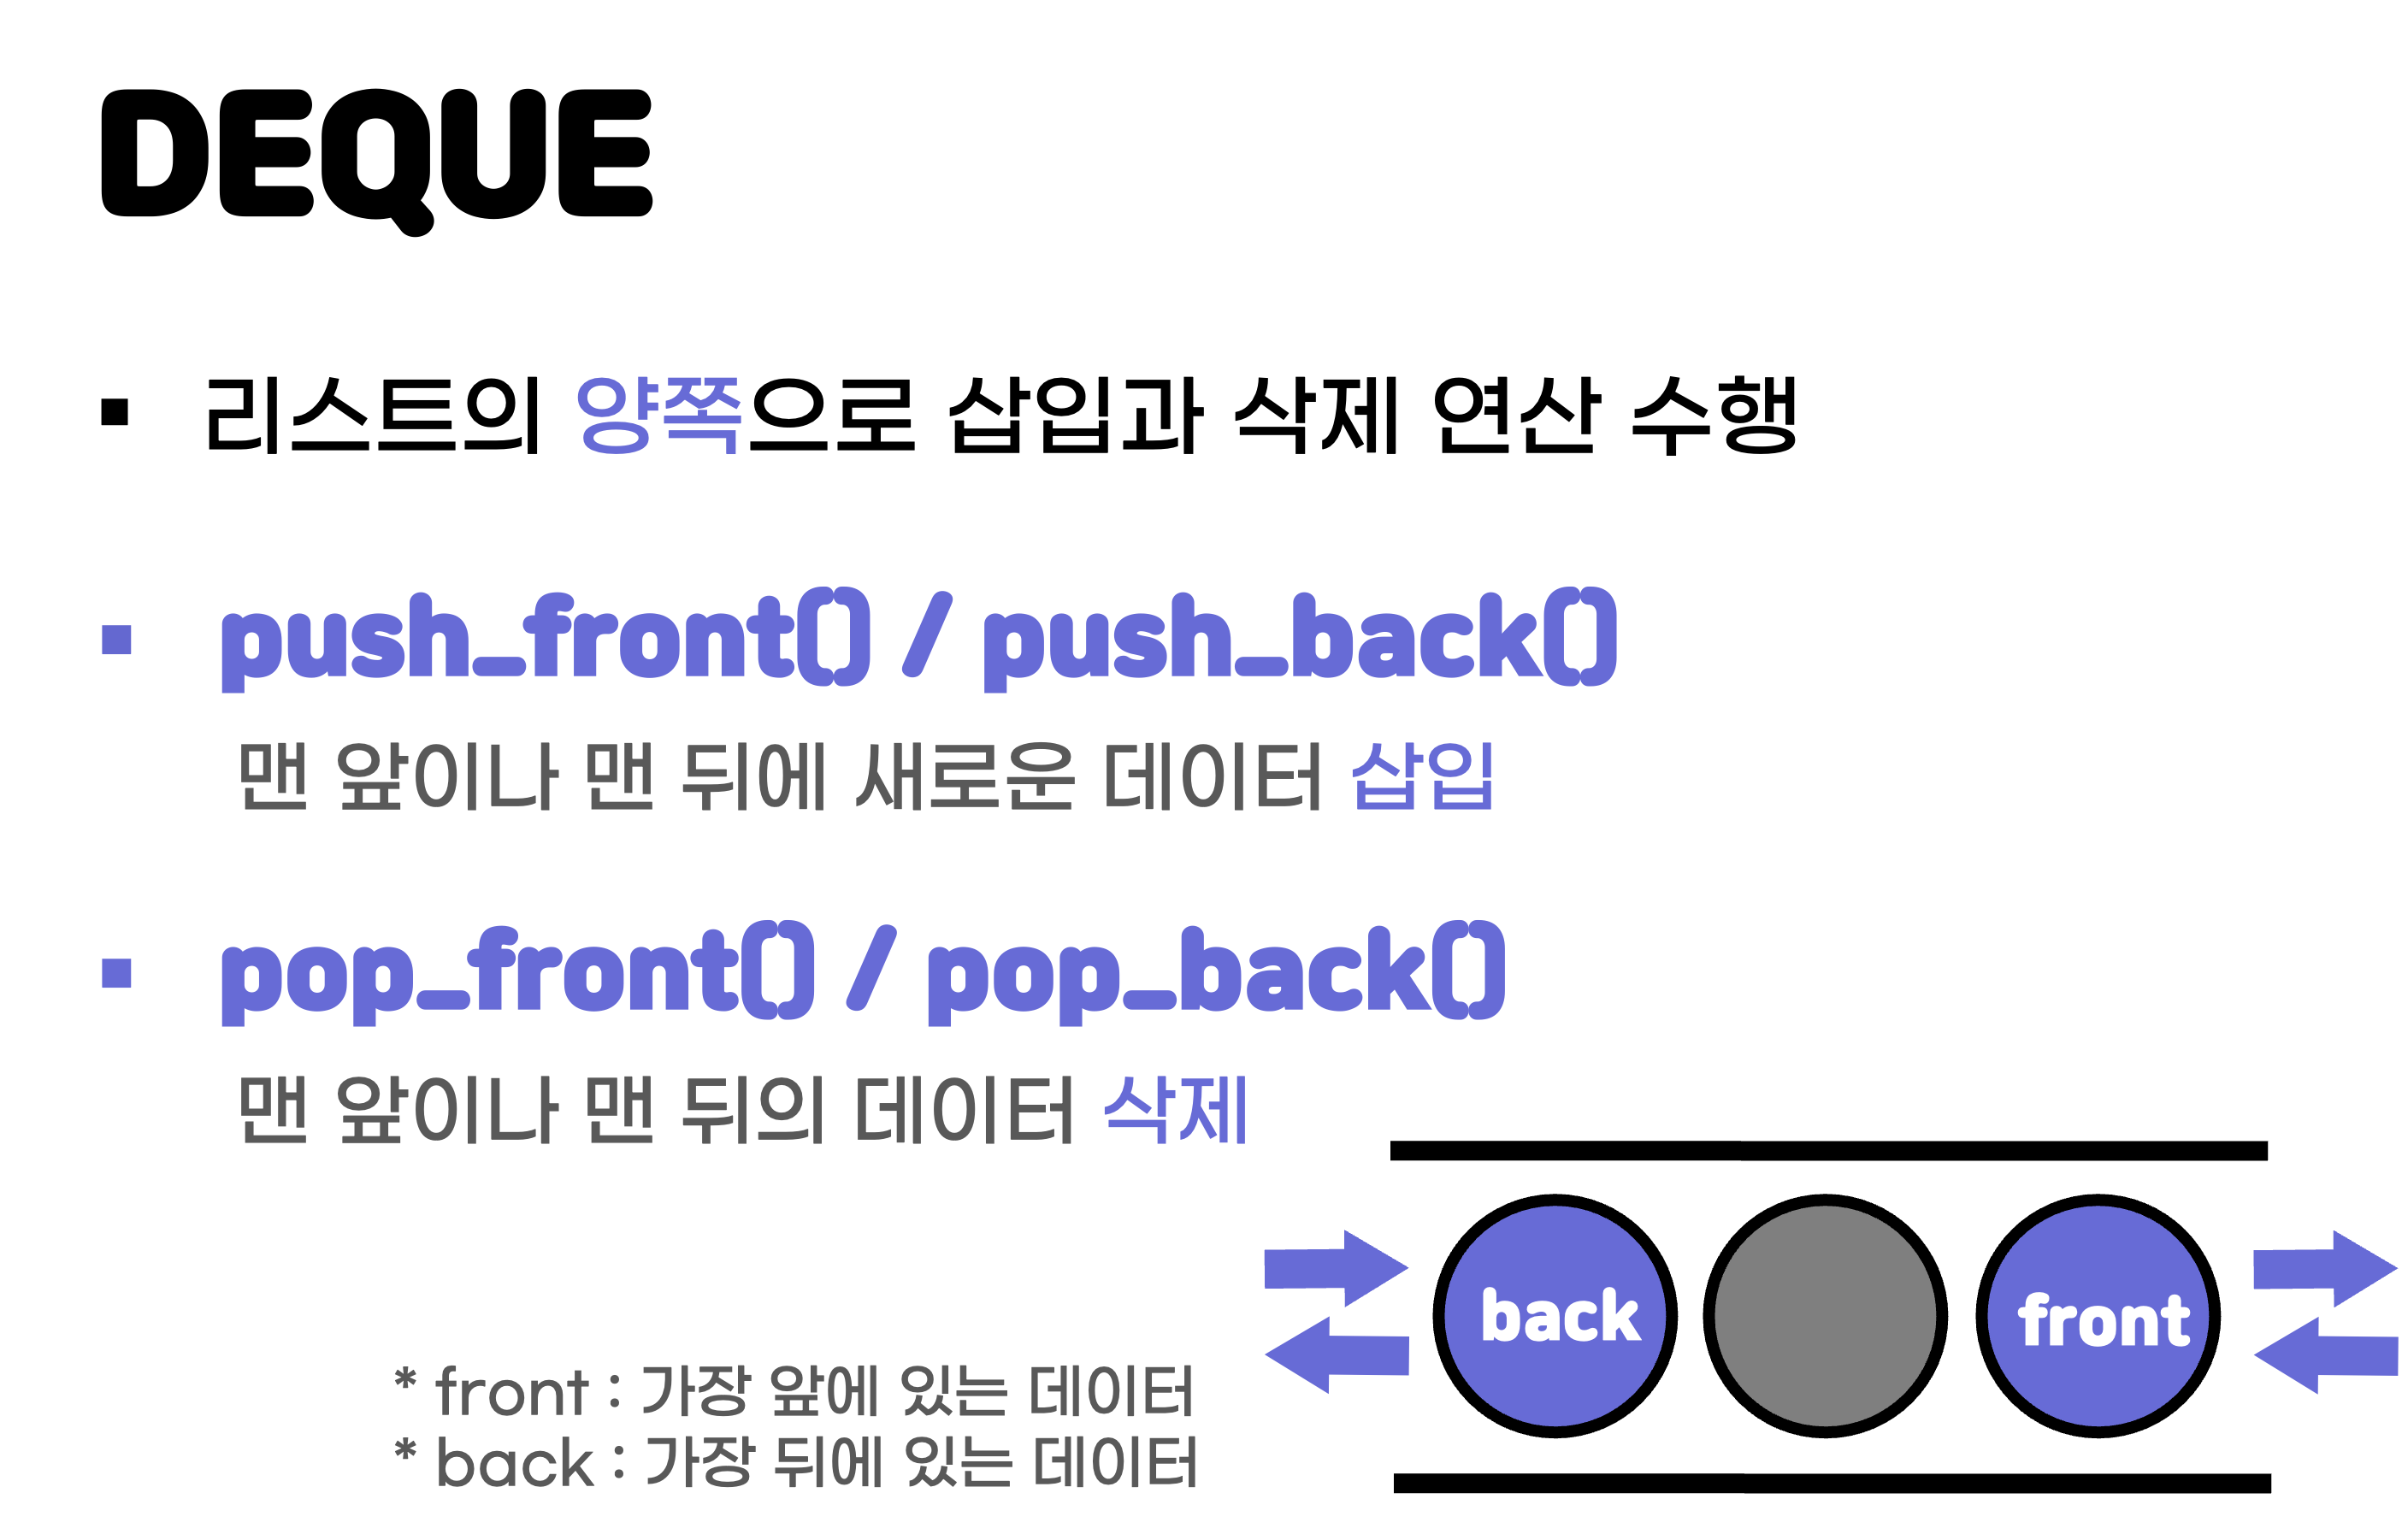 DEQUE
▪ 리스트의 양쪽으로 삽입과 삭제 연산 수행
▪ push_front() / push_back()
맨 앞이나 맨 뒤에 새로운 데이터 삽입
▪ pop_front() / pop_back()
맨 앞이나 맨 뒤의 데이터 삭제
back
front
* front : 가장 앞에 있는 데이터
* back : 가장 뒤에 있는 데이터